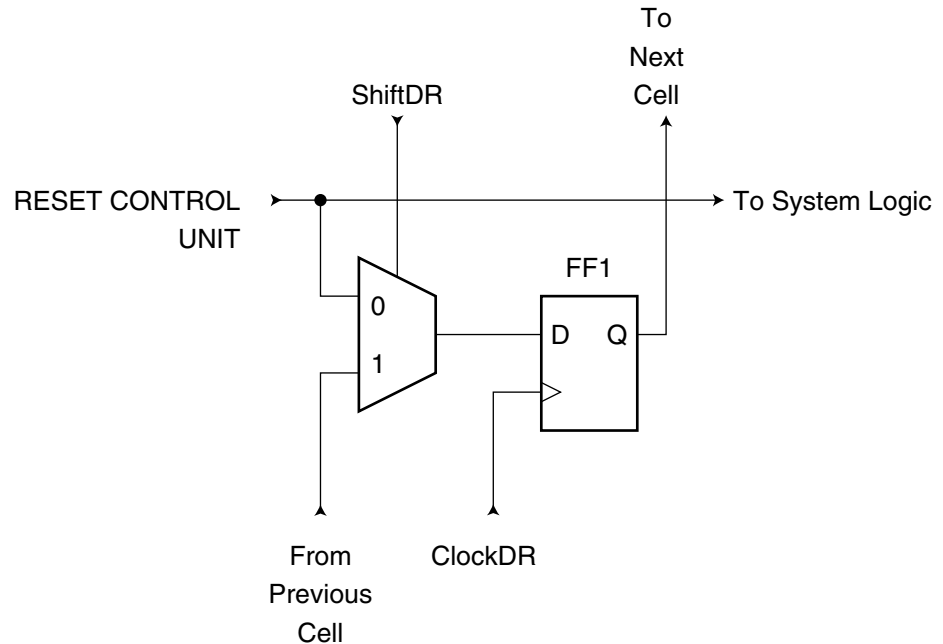 To
Next
Cell
ShiftDR
RESET CONTROL
UNIT
To System Logic
FF1
0
D Q
1
From
Previous
Cell
ClockDR